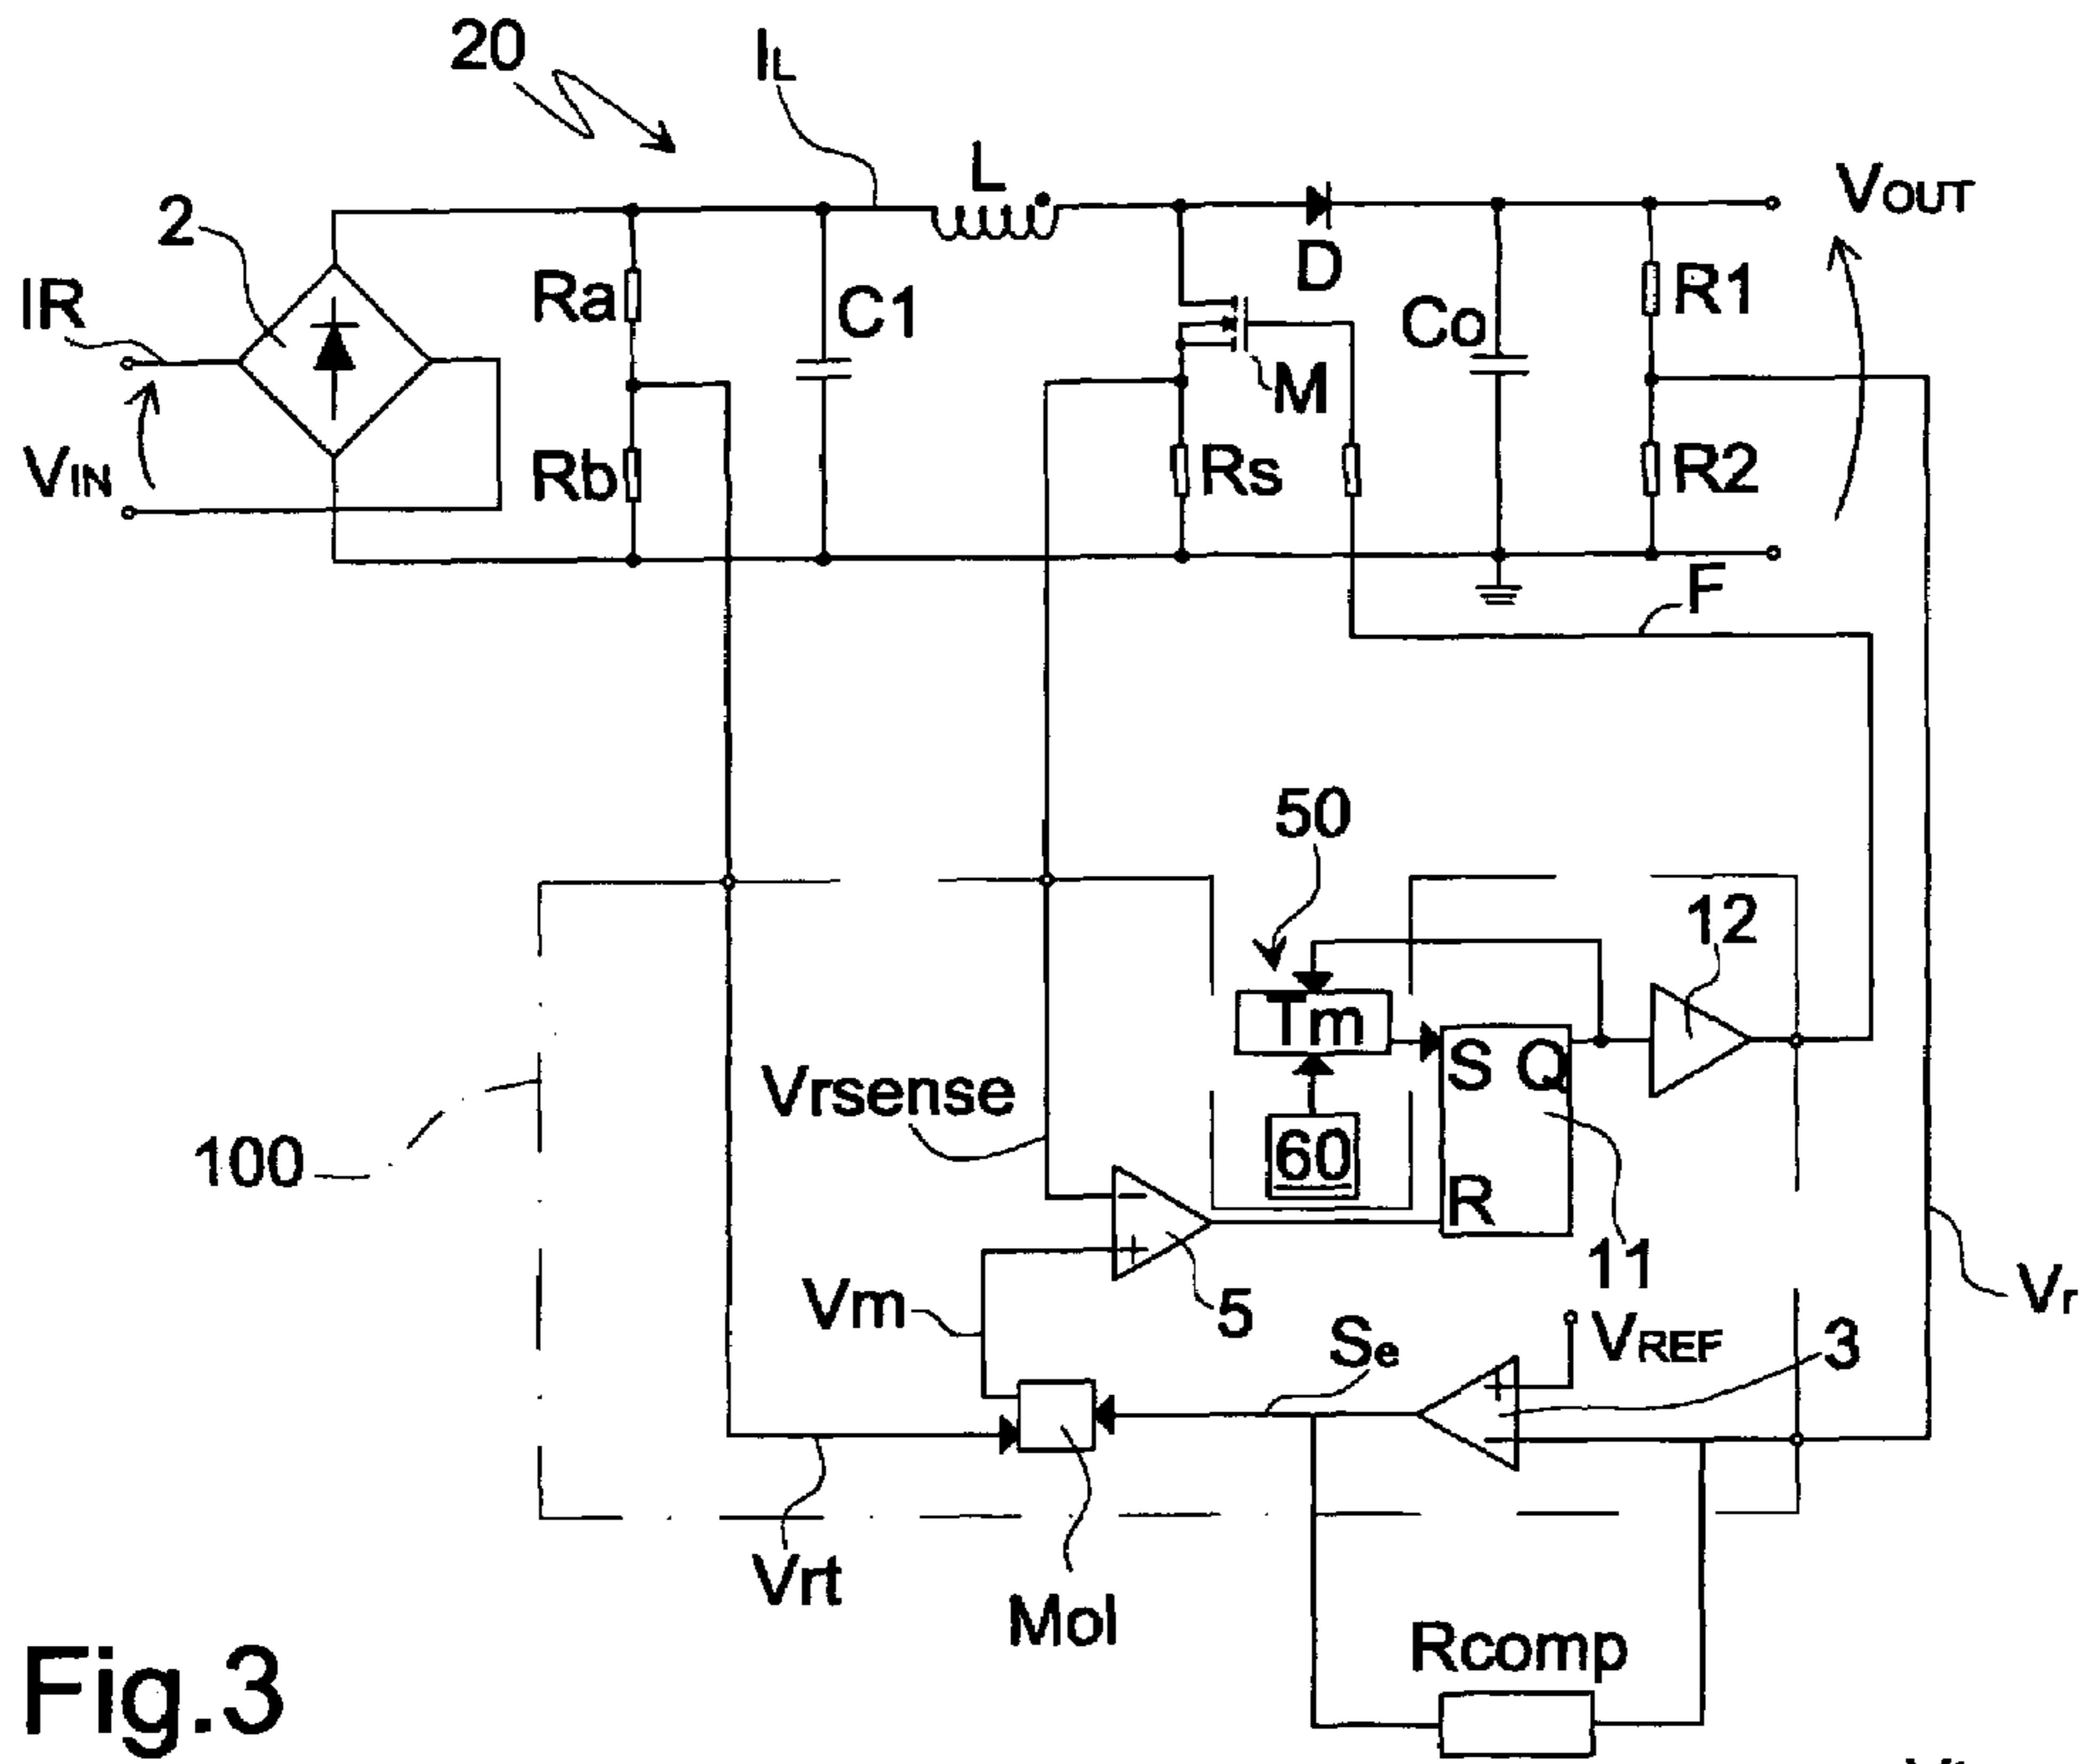 20
IL
L
VOUT
2
IR
Ra
C1
D
Co
R1
M
VIN
Rb
Rs
R2
F
50
12
Tm
S Q
Vrsense
100
60
R
11
Vr
Vm
5
Se
VREF
3
Vrt
Mol
Rcomp
Fig.3